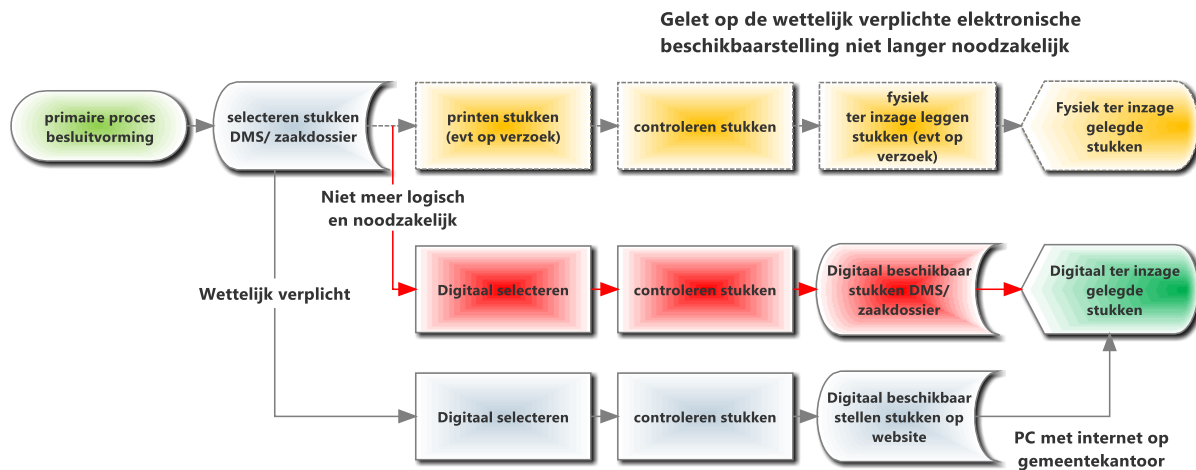 Gelet op de wettelijk verplichte elektronische
beschikbaarstelling niet langer noodzakelijk
primaire proces
besluitvorming
selecteren stukken
DMS/ zaakdossier
printen stukken
(evt op verzoek)
controleren stukken
fysiek
ter inzage leggen
stukken (evt op
verzoek)
Fysiek ter inzage
gelegde
stukken
Niet meer logisch
en noodzakelijk
Digitaal selecteren
controleren stukken
Digitaal beschikbaar
stukken DMS/
zaakdossier
Digitaal ter inzage
gelegde
stukken
Wettelijk verplicht
Digitaal selecteren
controleren stukken
Digitaal beschikbaar
stellen stukken op
website
PC met internet op
gemeentekantoor